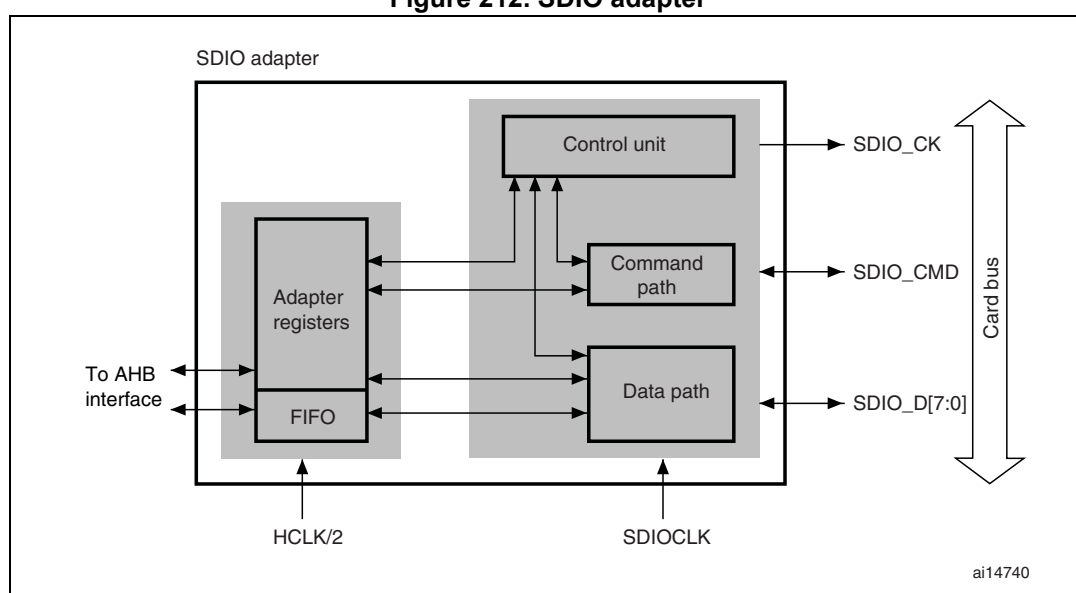 Figure 212. SDIO adapter
SDIO adapter
Control unit
SDIO_CK
Command
path
SDIO_CMD
Adapter
registers
Card bus
To AHB
interface
Data path
SDIO_D[7:0]
FIFO
HCLK/2
SDIOCLK
ai14740